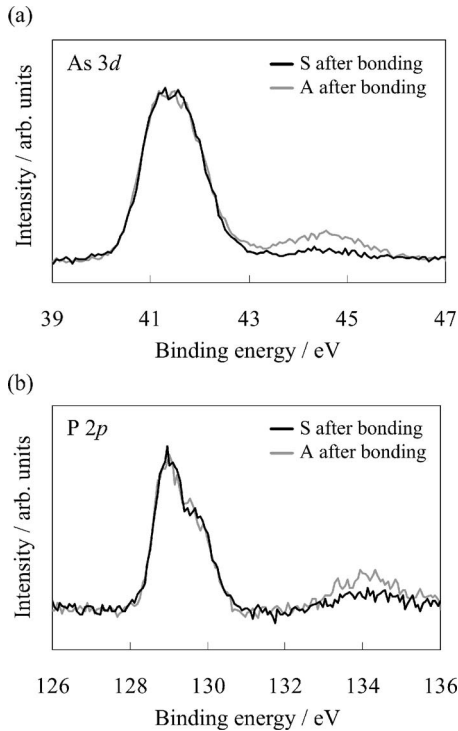 (a)
As 3d
S after bonding
A after bonding
Intensity / arb. units
39 41 43 45 47
Binding energy / eV
(b)
P 2p
S after bonding
A after bonding
Intensity / arb. units
126 128 130 132 134 136
Binding energy / eV